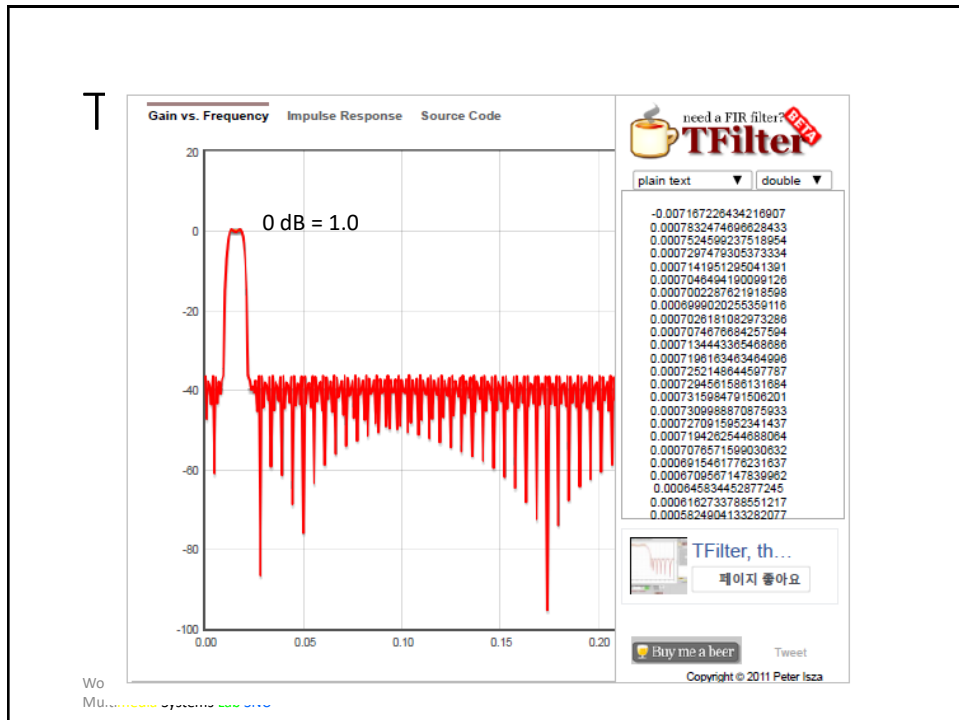 T
Gain vs. Frequency Impulse Response Source Code
need a FIR filter?
BETA
TFilter
plain text ▼ double ▼
20
0
-20
-40
-60
-80
-100
0 dB = 1.0
0.00 0.05 0.10 0.15 0.20
-0.007167226434216907
0.0007832474696628433
0.0007524599237518954
0.0007297479305373334
0.0007141951295041391
0.0007046494190099126
0.0007002287621918598
0.0006999020255359116
0.0007026181082973286
0.0007074676684257594
0.0007134443365468686
0.0007196163463464996
0.0007252148644597787
0.0007294561586131684
0.0007315984791506201
0.0007309988870875933
0.0007270915952341437
0.0007194262544688064
0.0007076571599030632
0.0006915461776231637
0.0006709567147839962
0.000645834452877245
0.0006162733788551217
0.0005824904133282077
TFilter, th...
페이지 좋아요
Buy me a beer Tweet
Copyright © 2011 Peter Isza
Wo